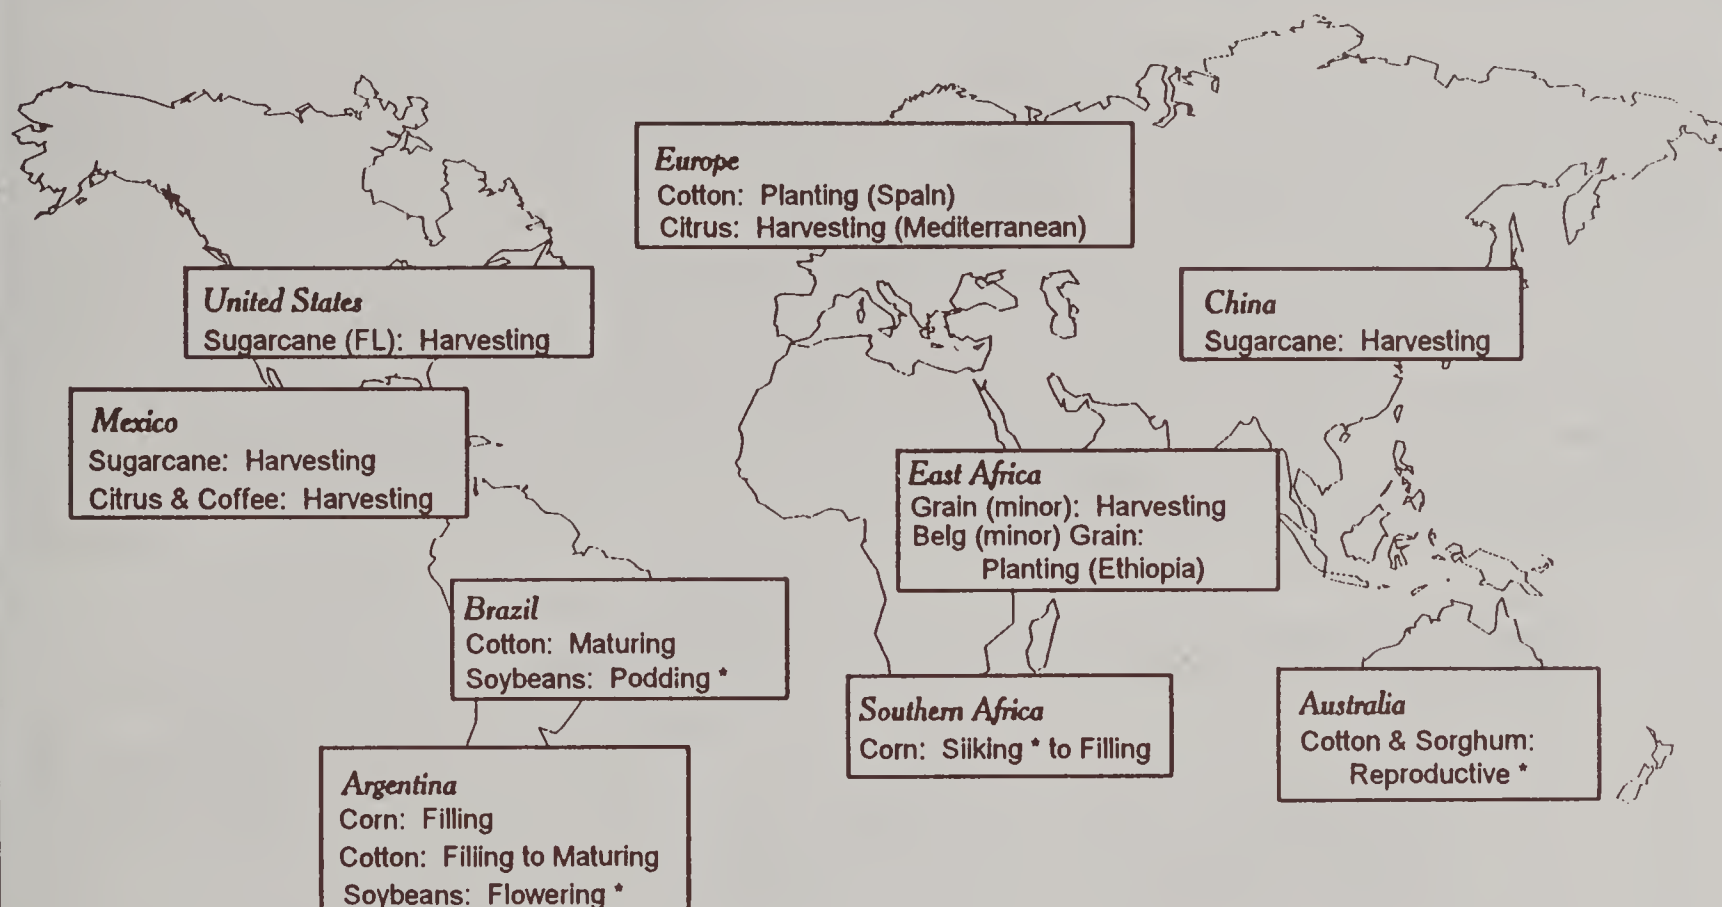 Europe
Cotton: Planting (Spain)
Citrus: Harvesting (Mediterranean)
United States
Sugarcane (FL): Harvesting
China
Sugarcane: Harvesting
Mexico
Sugarcane: Harvesting
Citrus & Coffee: Harvesting
East Africa
Grain (minor): Harvesting
Belg (minor) Grain:
Planting (Ethiopia)
Brazil
Cotton: Maturing
Soybeans: Podding *
Southern Africa
Corn: Silking * to Filling
Australia
Cotton & Sorghum:
Reproductive *
Argentina
Corn: Filling
Cotton: Filling to Maturing
Soybeans: Flowering *